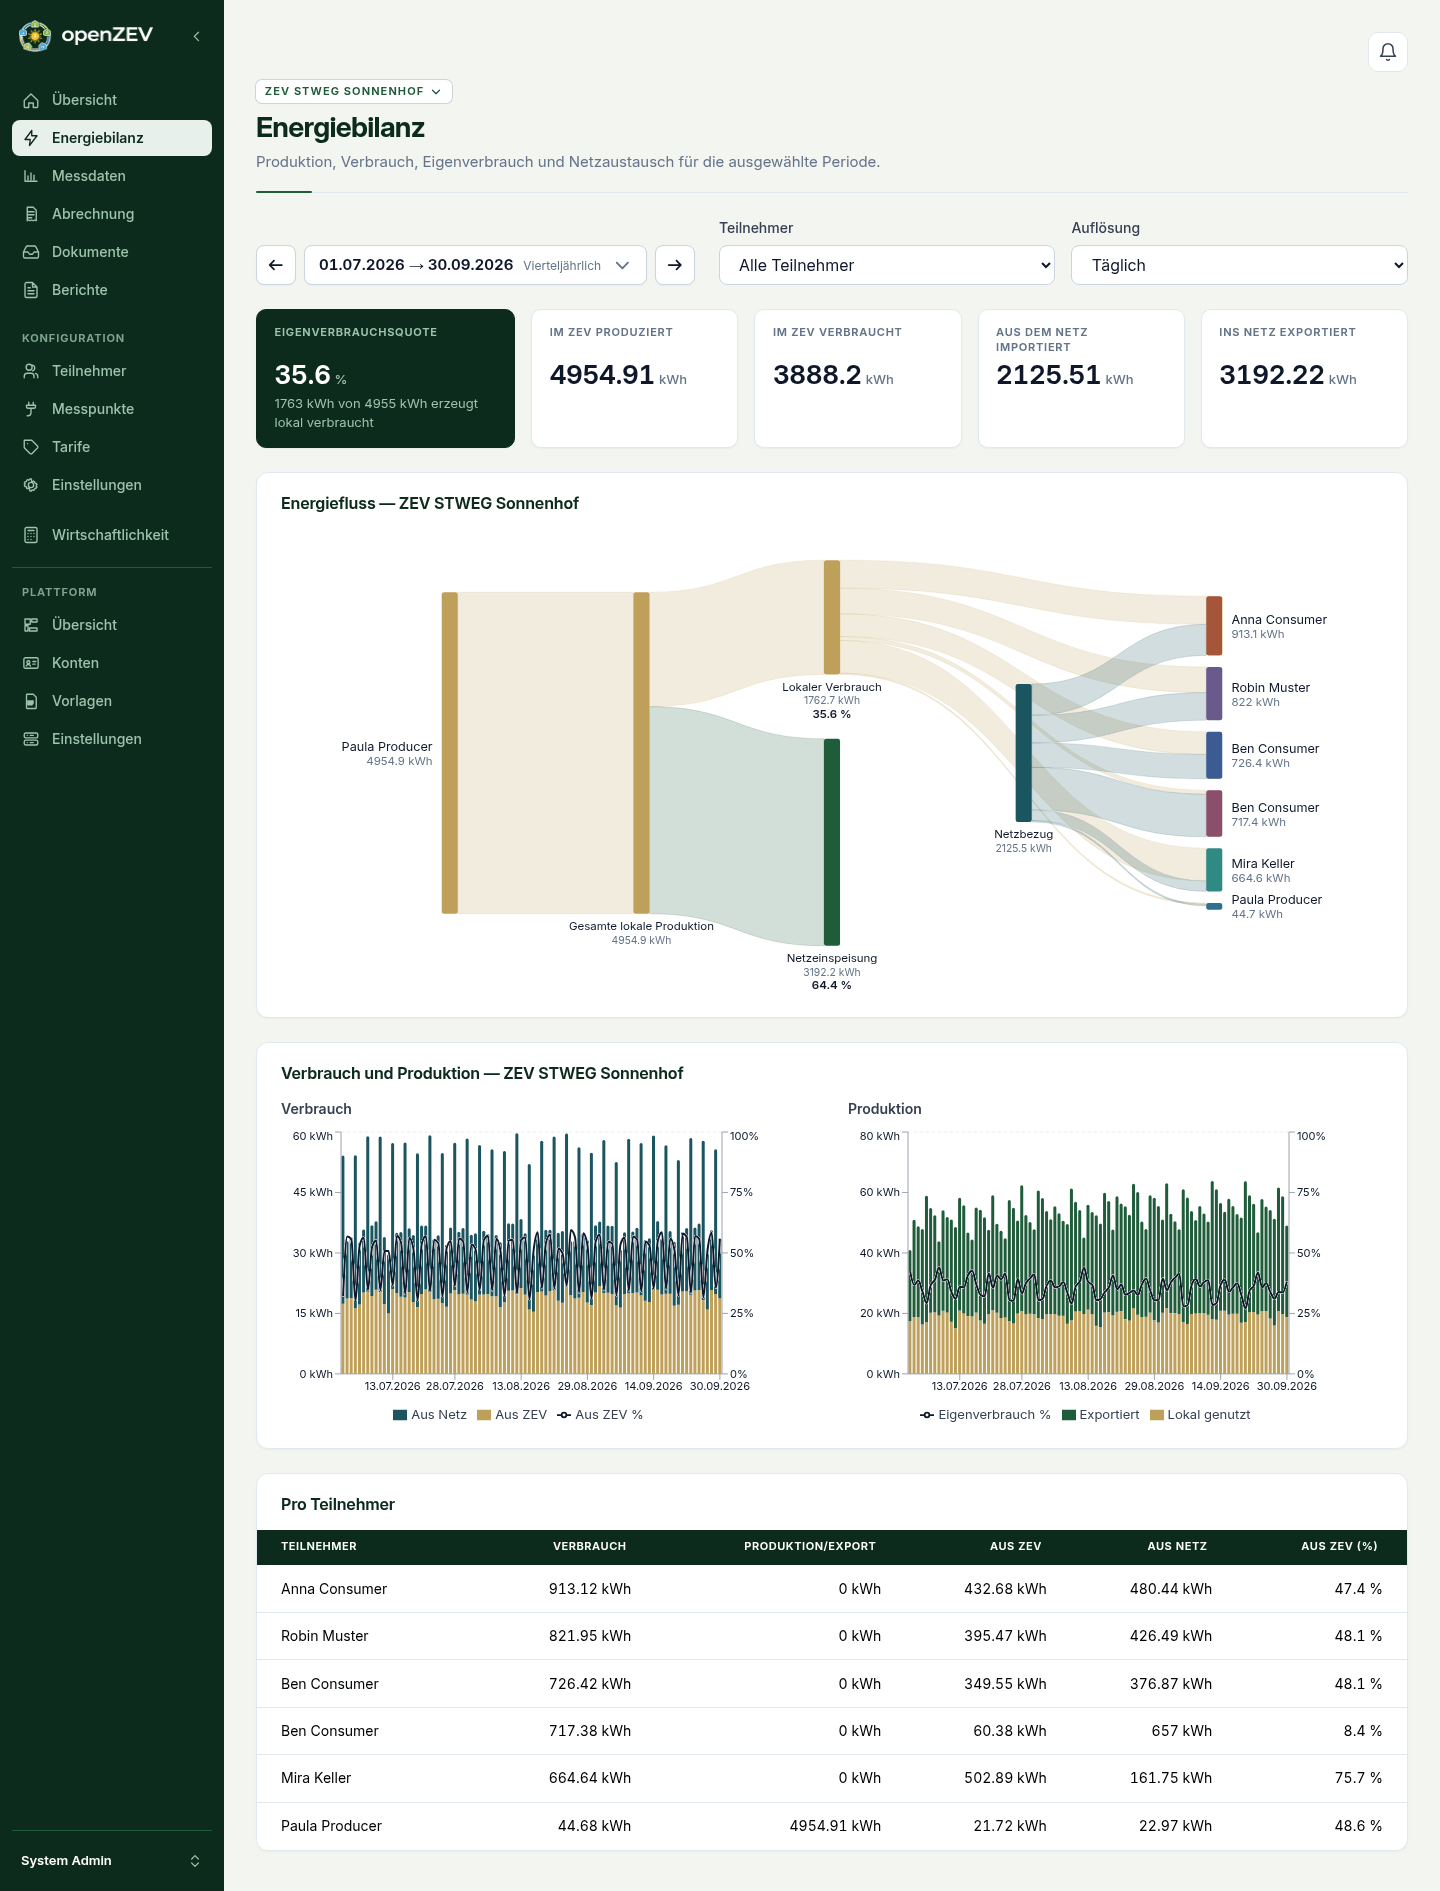 openZEV
Übersicht
Energiebilanz
Messdaten
Abrechnung
Dokumente
Berichte
KONFIGURATION
Teilnehmer
Messpunkte
Tarife
Einstellungen
Wirtschaftlichkeit
PLATTFORM
Übersicht
Konten
Vorlagen
Einstellungen
System Admin
ZEV STWEG SONNENHOF
Energiebilanz
Produktion, Verbrauch, Eigenverbrauch und Netzaustausch für die ausgewählte Periode.
01.07.2026 → 30.09.2026 Vierteljährlich
Teilnehmer
Alle Teilnehmer
Auflösung
Täglich
EIGENVERBRAUCHSQUOTE
35.6 %
1763 kWh von 4955 kWh erzeugt
lokal verbraucht
IM ZEV PRODUZIERT
4954.91 kWh
IM ZEV VERBRAUCHT
3888.2 kWh
AUS DEM NETZ
IMPORTIERT
2125.51 kWh
INS NETZ EXPORTIERT
3192.22 kWh
Energiefluss — ZEV STWEG Sonnenhof
Paula Producer
4954.9 kWh
Gesamte lokale Produktion
4954.9 kWh
Lokaler Verbrauch
1762.7 kWh
35.6 %
Netzeinspeisung
3192.2 kWh
64.4 %
Netzbezug
2125.5 kWh
Anna Consumer
913.1 kWh
Robin Muster
822 kWh
Ben Consumer
726.4 kWh
Ben Consumer
717.4 kWh
Mira Keller
664.6 kWh
Paula Producer
44.7 kWh
Verbrauch und Produktion — ZEV STWEG Sonnenhof
Verbrauch
60 kWh
45 kWh
30 kWh
15 kWh
0 kWh
100%
75%
50%
25%
0%
13.07.2026 28.07.2026 13.08.2026 29.08.2026 14.09.2026 30.09.2026
Aus Netz Aus ZEV Aus ZEV %
Produktion
80 kWh
60 kWh
40 kWh
20 kWh
0 kWh
100%
75%
50%
25%
0%
13.07.2026 28.07.2026 13.08.2026 29.08.2026 14.09.2026 30.09.2026
Eigenverbrauch % Exportiert Lokal genutzt
Pro Teilnehmer
TEILNEHMER VERBRAUCH PRODUKTION/EXPORT AUS ZEV AUS NETZ AUS ZEV (%)
Anna Consumer 913.12 kWh 0 kWh 432.68 kWh 480.44 kWh 47.4 %
Robin Muster 821.95 kWh 0 kWh 395.47 kWh 426.49 kWh 48.1 %
Ben Consumer 726.42 kWh 0 kWh 349.55 kWh 376.87 kWh 48.1 %
Ben Consumer 717.38 kWh 0 kWh 60.38 kWh 657 kWh 8.4 %
Mira Keller 664.64 kWh 0 kWh 502.89 kWh 161.75 kWh 75.7 %
Paula Producer 44.68 kWh 4954.91 kWh 21.72 kWh 22.97 kWh 48.6 %